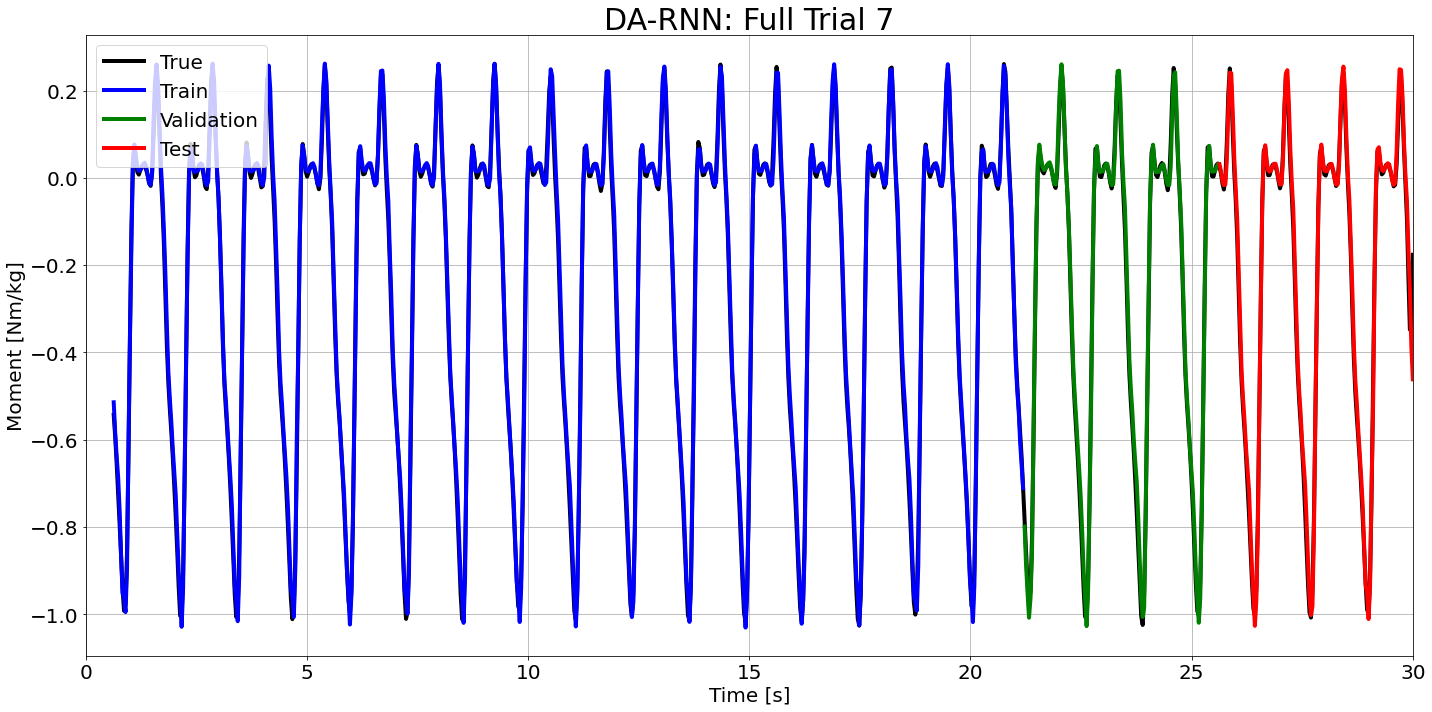 DA-RNN: Full Trial 7
True
Train
Validation
Test
Moment [Nm/kg]
0.2
0.0
−0.2
−0.4
−0.6
−0.8
−1.0
0 5 10 15 20 25 30
Time [s]